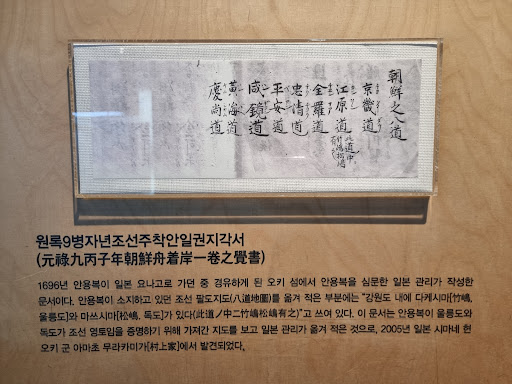 朝鮮之八道
京畿道
江原道
此道中ニ
竹嶋松嶋
有之
全羅道
忠清道
平安道
咸鏡道
黄海道
慶尚道
원록9병자년조선주착안일권지각서
(元祿九丙子年朝鮮舟着岸一卷之覺書)
1696년 안용복이 일본 요나고로 가던 중 경유하게 된 오키 섬에서 안용복을 심문한 일본 관리가 작성한
문서이다. 안용복이 소지하고 있던 조선 팔도지도(八道地圖)를 옮겨 적은 부분에는 "강원도 내에 다케시마[竹嶋,
울릉도]와 마쓰시마[松嶋, 독도]가 있다(此道ノ中二竹嶋松嶋有之)"고 쓰여 있다. 이 문서는 안용복이 울릉도와
독도가 조선 영토임을 증명하기 위해 가져간 지도를 보고 일본 관리가 옮겨 적은 것으로, 2005년 일본 시마네 현
오키 군 아마초 무라카미가[村上家]에서 발견되었다.